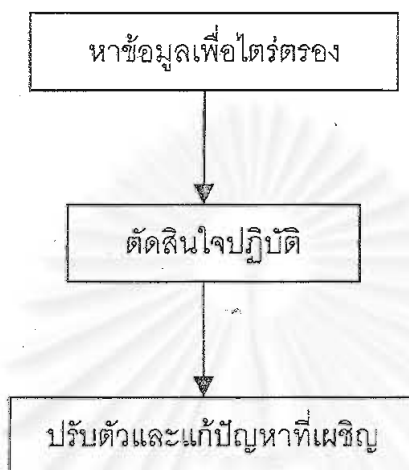 หาข้อมูลเพื่อไตร่ตรอง
ตัดสินใจปฏิบัติ
ปรับตัวและแก้ปัญหาที่เผชิญ